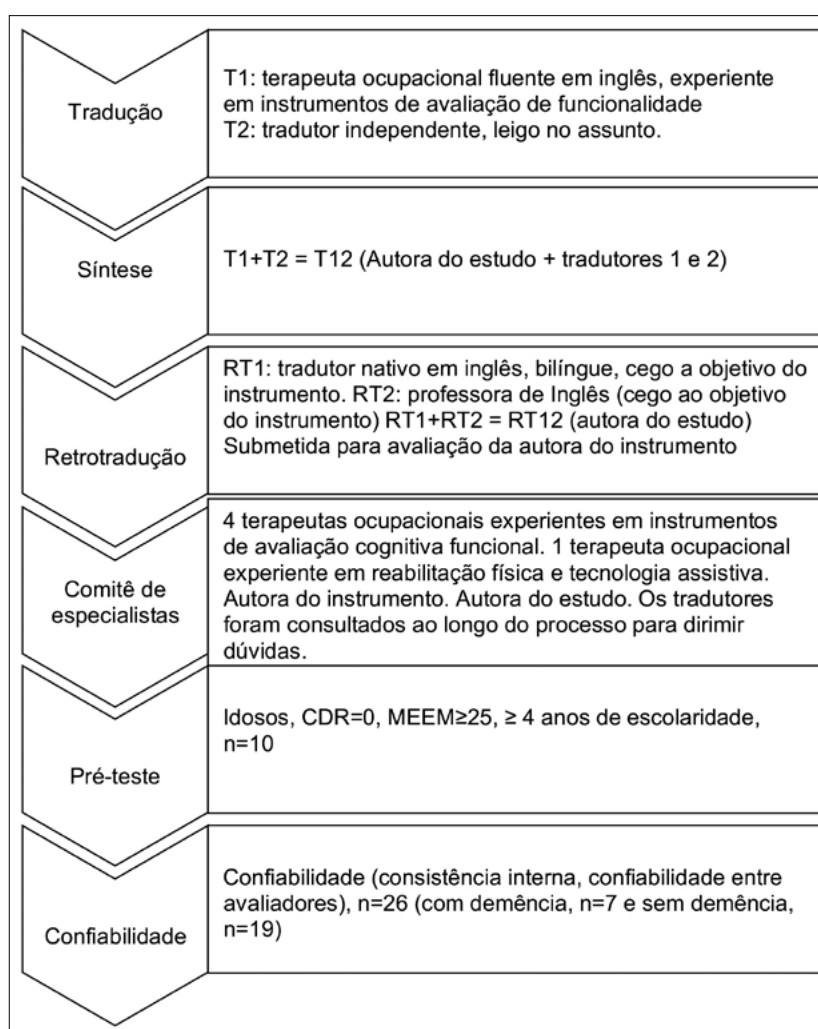 Tradução
T1: terapeuta ocupacional fluente em inglês, experiente
em instrumentos de avaliação de funcionalidade
T2: tradutor independente, leigo no assunto.
Síntese
T1+T2 = T12 (Autora do estudo + tradutores 1 e 2)
Retrotradução
RT1: tradutor nativo em inglês, bilíngue, cego a objetivo do
instrumento. RT2: professora de Inglês (cego ao objetivo
do instrumento) RT1+RT2 = RT12 (autora do estudo)
Submetida para avaliação da autora do instrumento
Comitê de
especialistas
4 terapeutas ocupacionais experientes em instrumentos
de avaliação cognitiva funcional. 1 terapeuta ocupacional
experiente em reabilitação física e tecnologia assistiva.
Autora do instrumento. Autora do estudo. Os tradutores
foram consultados ao longo do processo para dirimir
dúvidas.
Pré-teste
Idosos, CDR=0, MEEM≥25, ≥ 4 anos de escolaridade,
n=10
Confiabilidade
Confiabilidade (consistência interna, confiabilidade entre
avaliadores), n=26 (com demência, n=7 e sem demência,
n=19)